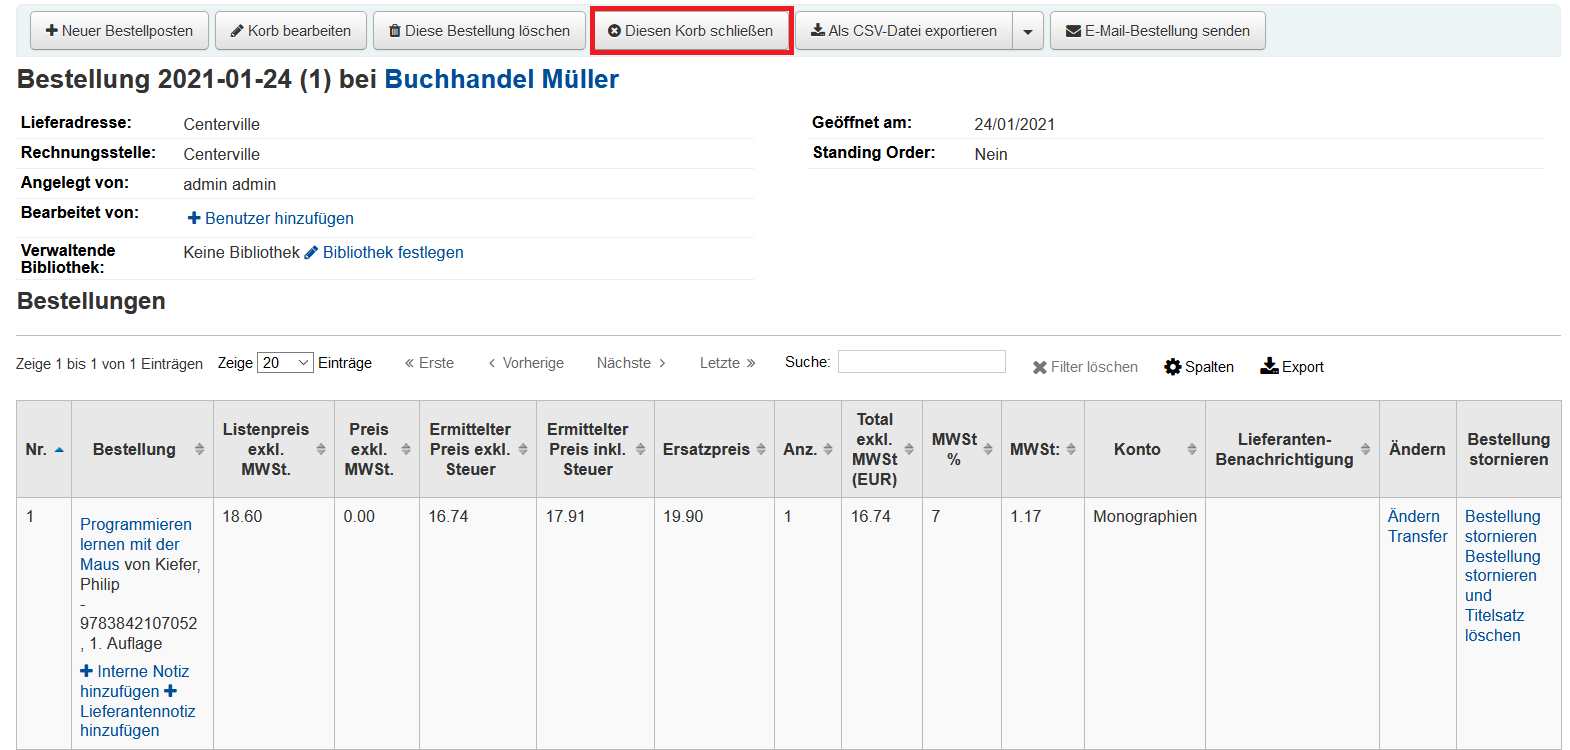 Neuer Bestellposten Korb bearbeiten Diese Bestellung löschen Diesen Korb schließen Als CSV-Datei exportieren E-Mail-Bestellung senden
Bestellung 2021-01-24 (1) bei Buchhandel Müller
Lieferadresse: Centerville
Rechnungsstelle: Centerville
Angelegt von: admin admin
Bearbeitet von: Benutzer hinzufügen
Verwaltende
Bibliothek: Keine Bibliothek Bibliothek festlegen
Geöffnet am: 24/01/2021
Standing Order: Nein
Bestellungen
Zeige 1 bis 1 von 1 Einträgen Zeige 20 Einträge « Erste ‹ Vorherige Nächste › Letzte » Suche: Filter löschen Spalten Export
Nr.
Bestellung
Listenpreis
exkl.
MWSt.
Preis
exkl.
MWSt.
Ermittelter
Preis exkl.
Steuer
Ermittelter
Preis inkl.
Steuer
Ersatzpreis
Anz.
Total
exkl.
MWSt
(EUR)
MWSt
%
MWSt:
Konto
Lieferanten-
Benachrichtigung
Ändern
Bestellung
stornieren
1
Programmieren
lernen mit der
Maus von Kiefer,
Philip
-
9783842107052
, 1. Auflage
Interne Notiz
hinzufügen
Lieferantennotiz
hinzufügen
18.60
0.00
16.74
17.91
19.90
1
16.74
7
1.17
Monographien
Ändern
Transfer
Bestellung
stornieren
Bestellung
stornieren
und
Titelsatz
löschen